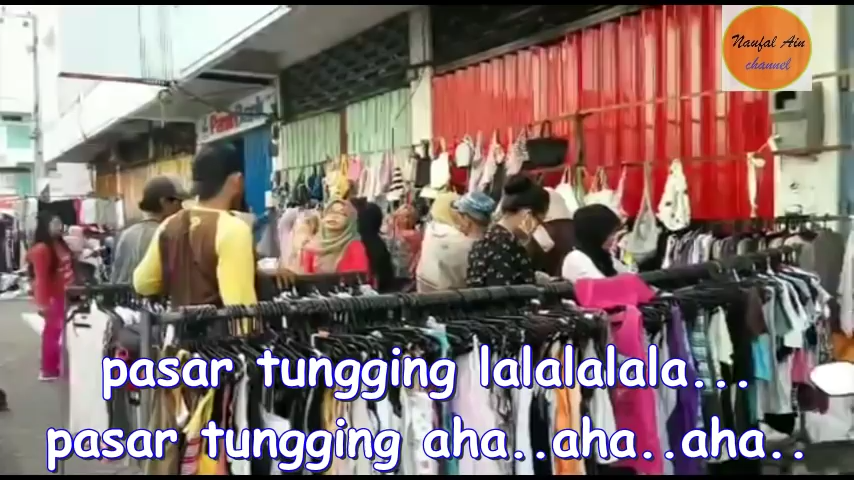 Naufal Ain
channel
pasar tungging lalalalala...
pasar tungging aha..aha..aha..